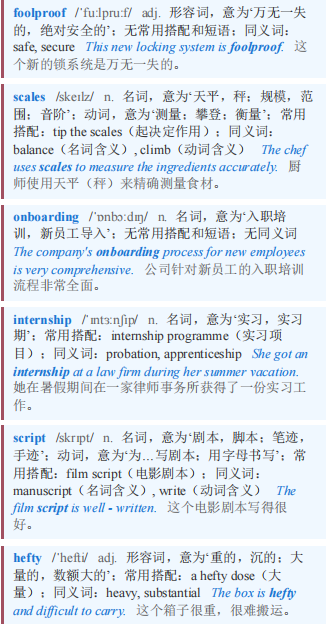 foolproof /ˈfuːlpruːf/ adj. 形容词，意为‘万无一失
的，绝对安全的’；无常用搭配和短语；同义词：
safe, secure This new locking system is foolproof. 这
个新的锁系统是万无一失的。
scales /skeɪlz/ n. 名词，意为‘天平，秤；规模，范
围；音阶’；动词，意为‘测量；攀登；衡量’；常用
搭配：tip the scales（起决定作用）；同义词：
balance（名词含义）, climb（动词含义） The chef
uses scales to measure the ingredients accurately. 厨
师使用天平（秤）来精确测量食材。
onboarding /ˈɒnbɔːdɪŋ/ n. 名词，意为‘入职培
训，新员工导入’；无常用搭配和短语；无同义词
The company's onboarding process for new employees
is very comprehensive. 公司针对新员工的入职培训
流程非常全面。
internship /ˈɪntɜːnʃɪp/ n. 名词，意为‘实习，实习
期’；常用搭配：internship programme（实习项
目）；同义词：probation, apprenticeship She got an
internship at a law firm during her summer vacation.
她在暑假期间在一家律师事务所获得了一份实习工
作。
script /skrɪpt/ n. 名词，意为‘剧本，脚本；笔迹，
手迹’；动词，意为‘为…写剧本；用字母书写’；常
用搭配：film script（电影剧本）；同义词：
manuscript（名词含义）, write（动词含义） The
film script is well - written. 这个电影剧本写得很
好。
hefty /ˈhefti/ adj. 形容词，意为‘重的，沉的；大
量的，数额大的’；常用搭配：a hefty dose（大
量）；同义词：heavy, substantial The box is hefty
and difficult to carry. 这个箱子很重，很难搬运。